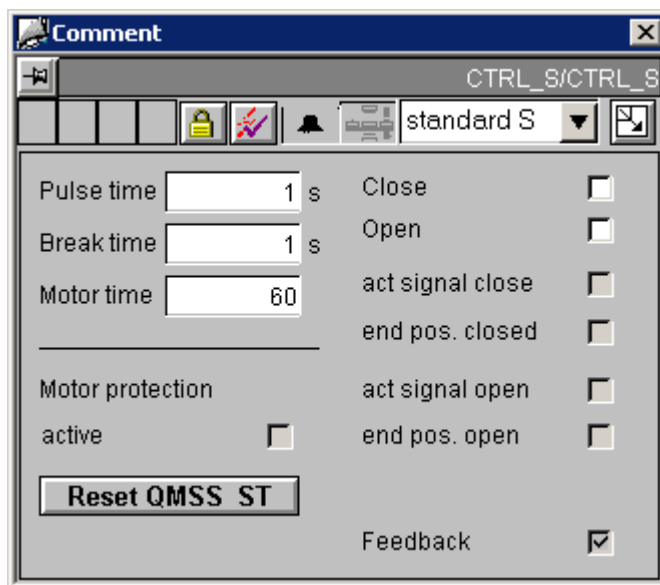 Comment
CTRL_S/CTRL_S
standard S
Pulse time 1 s
Break time 1 s
Motor time 60
Motor protection
active
Reset QMSS_ST
Close
Open
act signal close
end pos. closed
act signal open
end pos. open
Feedback